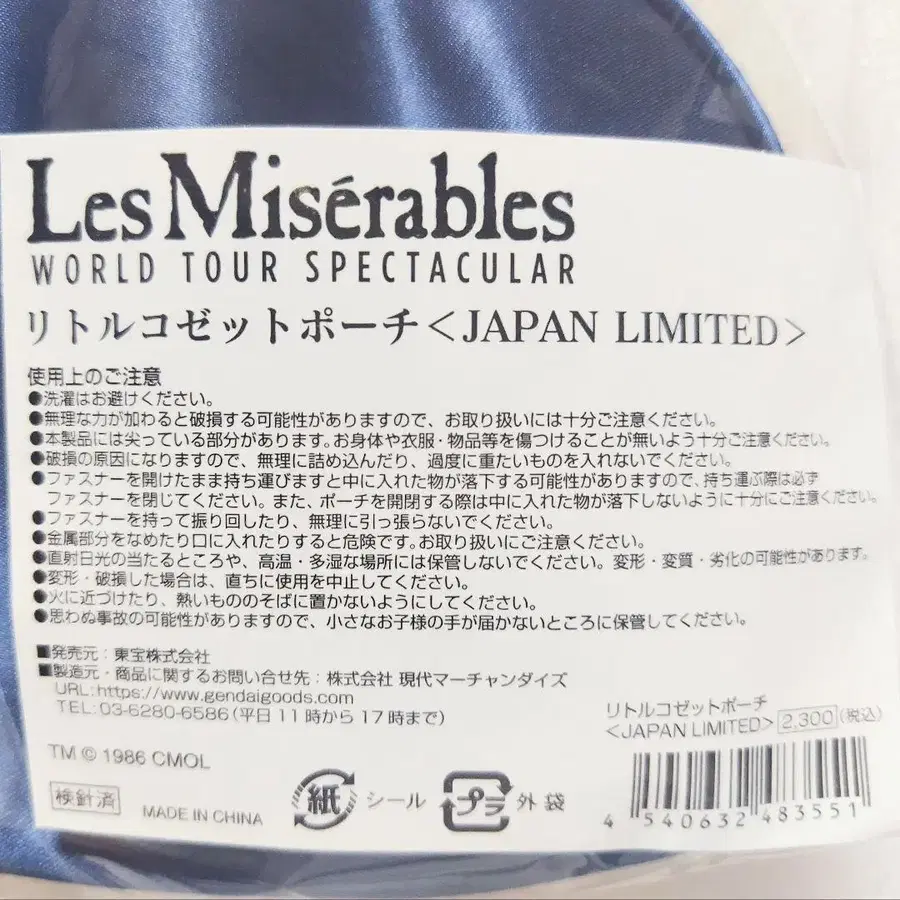 Les Misérables
WORLD TOUR SPECTACULAR
リトルコゼットポーチ＜JAPAN LIMITED＞
使用上のご注意
●洗濯はお避けください。
●無理な力が加わると破損する可能性がありますので、お取り扱いには十分ご注意ください。
●本製品には尖っている部分があります。お身体や衣服・物品等を傷つけることが無いよう十分ご注意ください。
●破損の原因になりますので、無理に詰め込んだり、過度に重たいものを入れないでください。
●ファスナーを開けたまま持ち運びますと中に入れた物が落下する可能性がありますので、持ち運ぶ際は必ず
ファスナーを閉じてください。また、ポーチを開閉する際は中に入れた物が落下しないように十分にご注意ください。
●ファスナーを持って振り回したり、無理に引っ張らないでください。
●金属部分をなめたり口に入れたりすると危険です。お取り扱いにご注意ください。
●直射日光の当たるところや、高温・多湿な場所には保管しないでください。変形・変質・劣化の可能性があります。
●変形・破損した場合は、直ちに使用を中止してください。
●火に近づけたり、熱いもののそばに置かないようにしてください。
●思わぬ事故の可能性がありますので、小さなお子様の手が届かないところに保管してください。
■発売元：東宝株式会社
■製造元・商品に関するお問い合せ先：株式会社 現代マーチャンダイズ
URL:https://www.gendaigoods.com
TEL:03-6280-6586（平日11時から17時まで）
リトルコゼットポーチ
＜JAPAN LIMITED＞ 2,300（税込）
TM © 1986 CMOL
検針済 MADE IN CHINA 紙 シール プラ 外袋
4 540632 483551